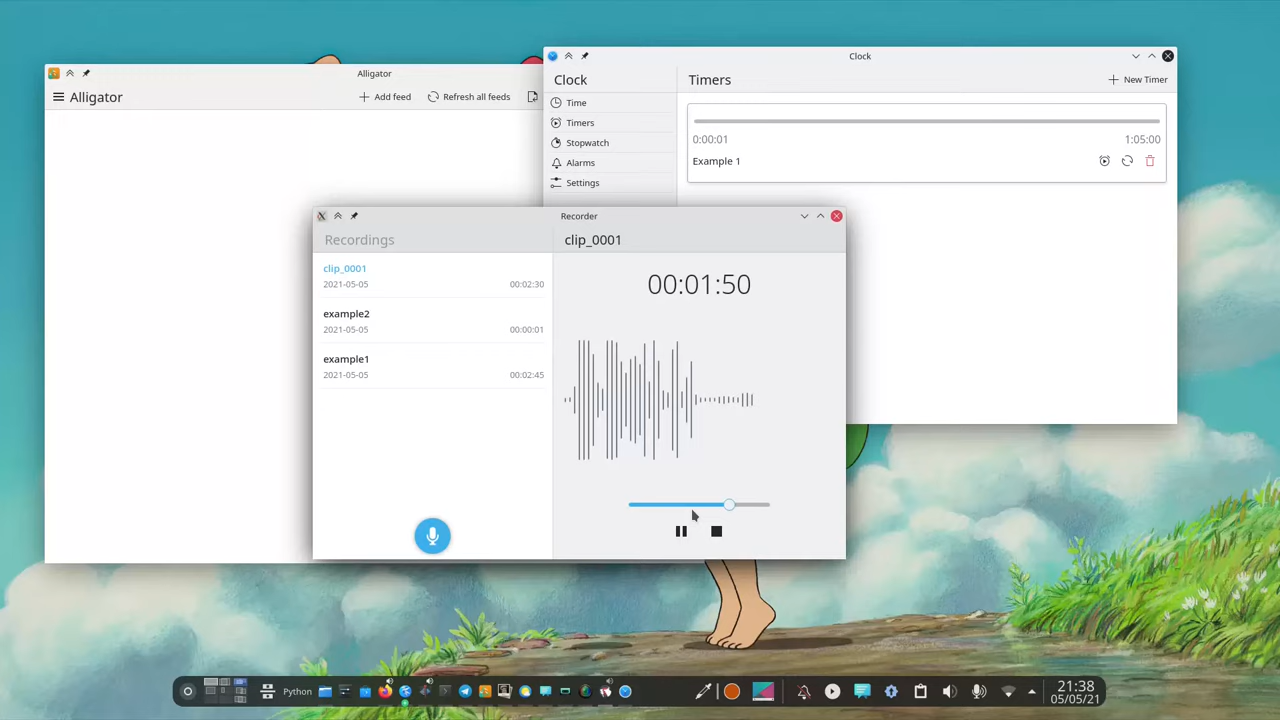 Alligator
Alligator
Add feed
Refresh all feeds
Clock
Clock
Time
Timers
Stopwatch
Alarms
Settings
Timers
New Timer
0:00:01
1:05:00
Example 1
Recorder
Recordings
clip_0001
2021-05-05
00:02:30
example2
2021-05-05
00:00:01
example1
2021-05-05
00:02:45
clip_0001
00:01:50
Python
21:38
05/05/21